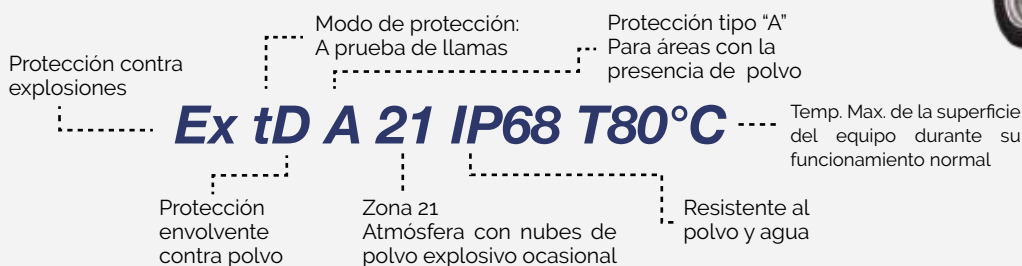 Modo de protección:
A prueba de llamas
Protección tipo “A”
Para áreas con la
presencia de polvo
Protección contra
explosiones
Ex tD A 21 IP68 T80°C
Temp. Max. de la superficie
del equipo durante su
funcionamiento normal
Protección
envolvente
contra polvo
Zona 21
Atmósfera con nubes de
polvo explosivo ocasional
Resistente al
polvo y agua